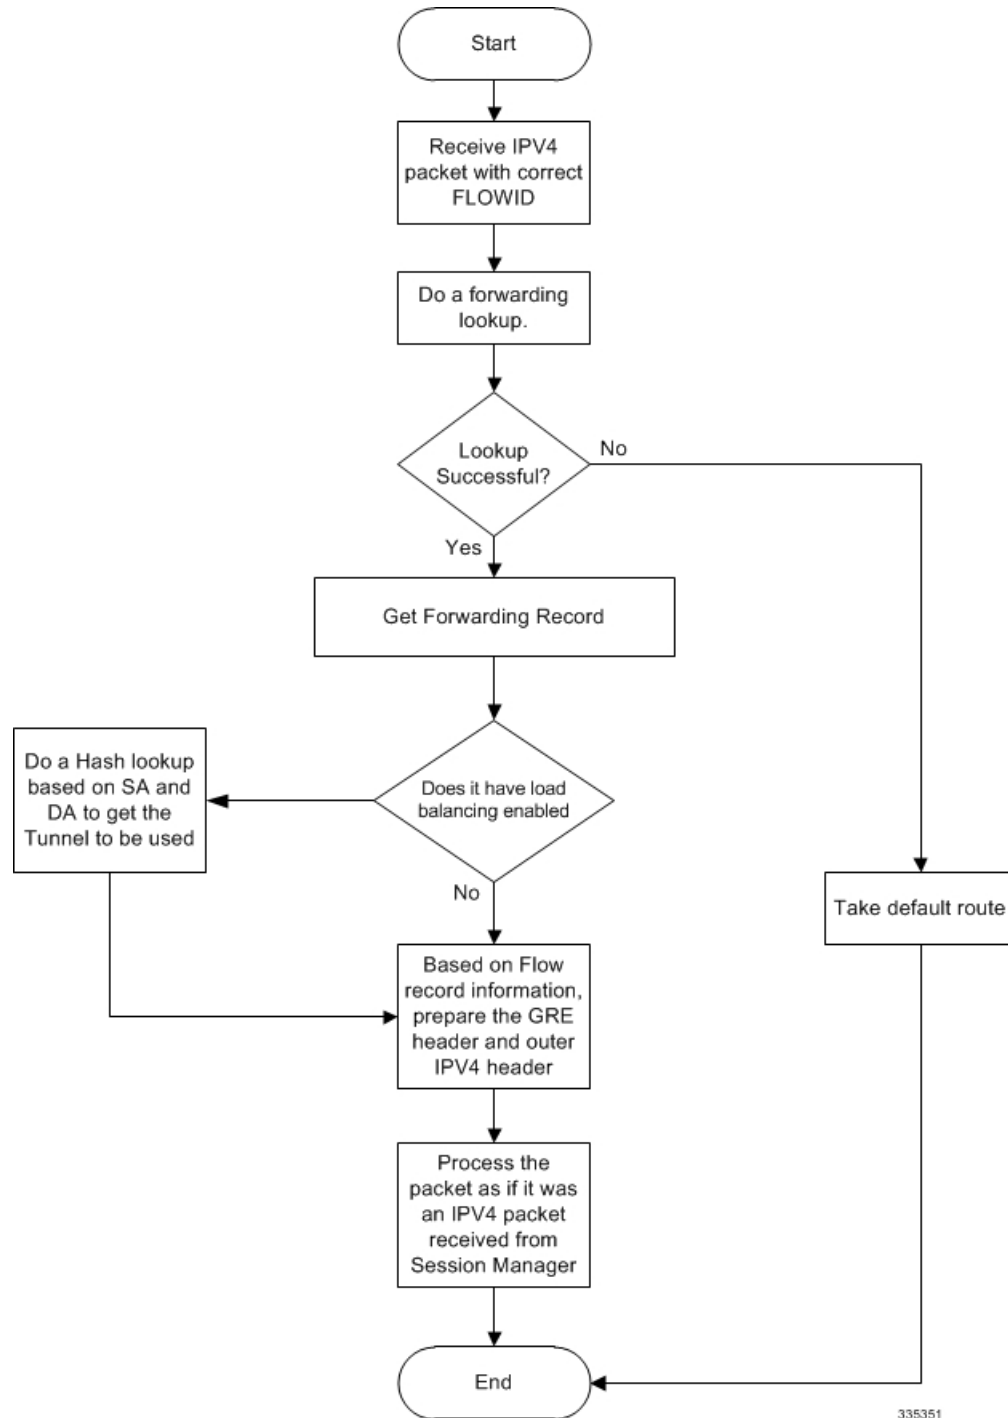 Start
Receive IPV4
packet with correct
FLOWID
Do a forwarding
lookup.
Lookup
Successful?
No
Yes
Get Forwarding Record
Do a Hash lookup
based on SA and
DA to get the
Tunnel to be used
Does it have load
balancing enabled
No
Take default route
Based on Flow
record information,
prepare the GRE
header and outer
IPV4 header
Process the
packet as if it was
an IPV4 packet
received from
Session Manager
End
335351